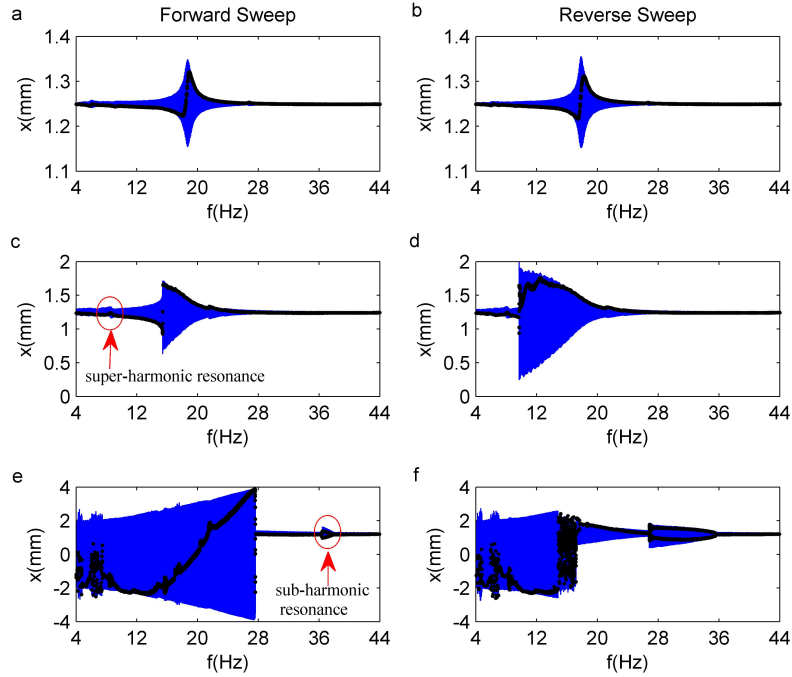 a
Forward Sweep
1.4
1.3
1.2
1.1
x(mm)
4
12
20
28
36
44
f(Hz)
b
Reverse Sweep
1.4
1.3
1.2
1.1
x(mm)
4
12
20
28
36
44
f(Hz)
c
2
1.5
1
0.5
0
x(mm)
super-harmonic resonance
4
12
20
28
36
44
f(Hz)
d
2
1.5
1
0.5
0
x(mm)
4
12
20
28
36
44
f(Hz)
e
4
2
0
-2
-4
x(mm)
sub-harmonic
resonance
4
12
20
28
36
44
f(Hz)
f
4
2
0
-2
-4
x(mm)
4
12
20
28
36
44
f(Hz)